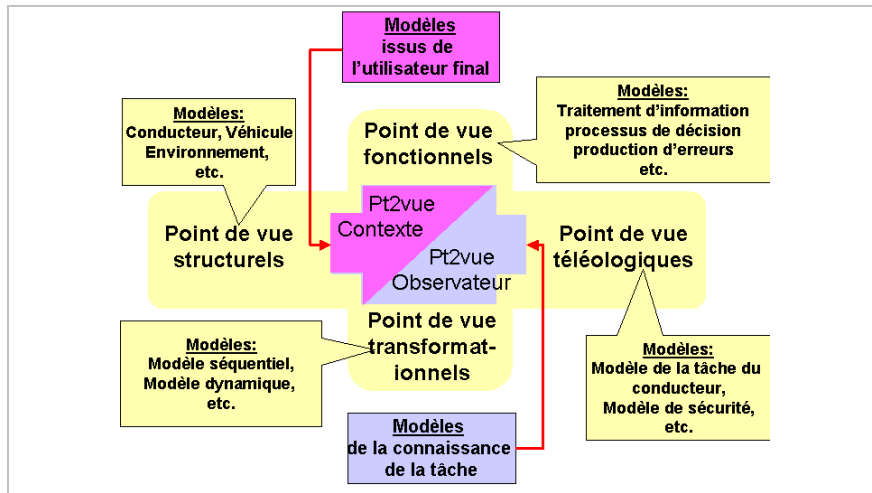 Modèles
issus de
l'utilisateur final
Modèles:
Conducteur, Véhicule
Environnement,
etc.
Point de vue
fonctionnels
Modèles:
Traitement d'information
processus de décision
production d'erreurs
etc.
Point de vue
structurels
Pt2vue
Contexte
Pt2vue
Observateur
Point de vue
téléologiques
Modèles:
Modèle séquentiel,
Modèle dynamique,
etc.
Point de vue
transformat-
ionnels
Modèles:
Modèle de la tâche du
conducteur,
Modèle de sécurité,
etc.
Modèles
de la connaissance
de la tâche